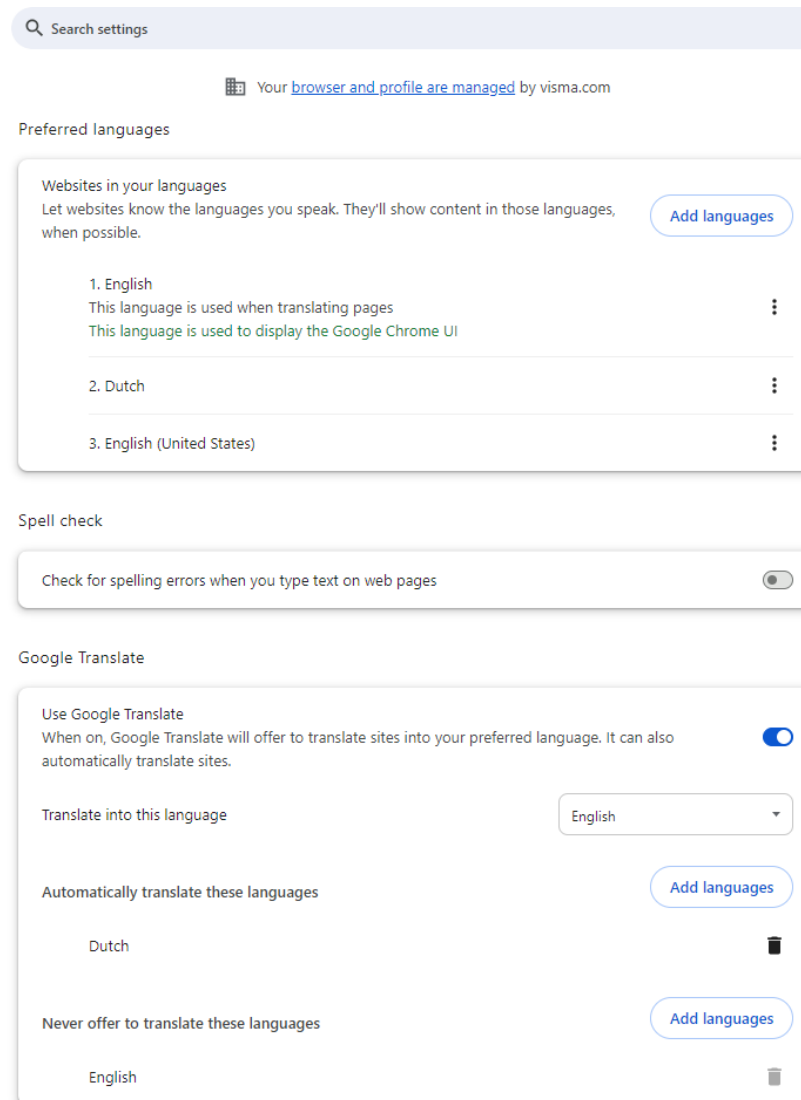 Search settings
Your browser and profile are managed by visma.com
Preferred languages
Websites in your languages
Let websites know the languages you speak. They'll show content in those languages,
when possible.
Add languages
1. English
This language is used when translating pages
This language is used to display the Google Chrome UI
2. Dutch
3. English (United States)
Spell check
Check for spelling errors when you type text on web pages
Google Translate
Use Google Translate
When on, Google Translate will offer to translate sites into your preferred language. It can also
automatically translate sites.
Translate into this language
English
Automatically translate these languages
Add languages
Dutch
Never offer to translate these languages
Add languages
English